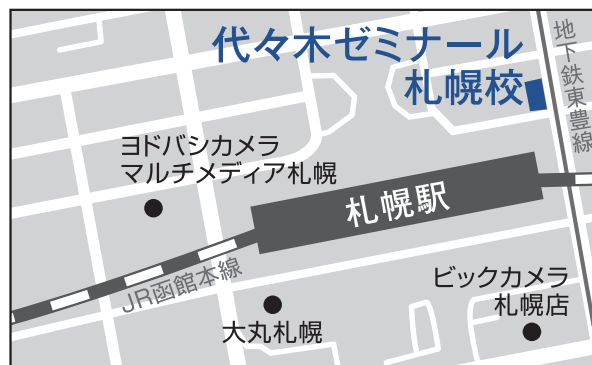 代々木ゼミナール
札幌校
地下鉄東豊線
ヨドバシカメラ
マルチメディア札幌
札幌駅
JR函館本線
ビックカメラ
札幌店
大丸札幌